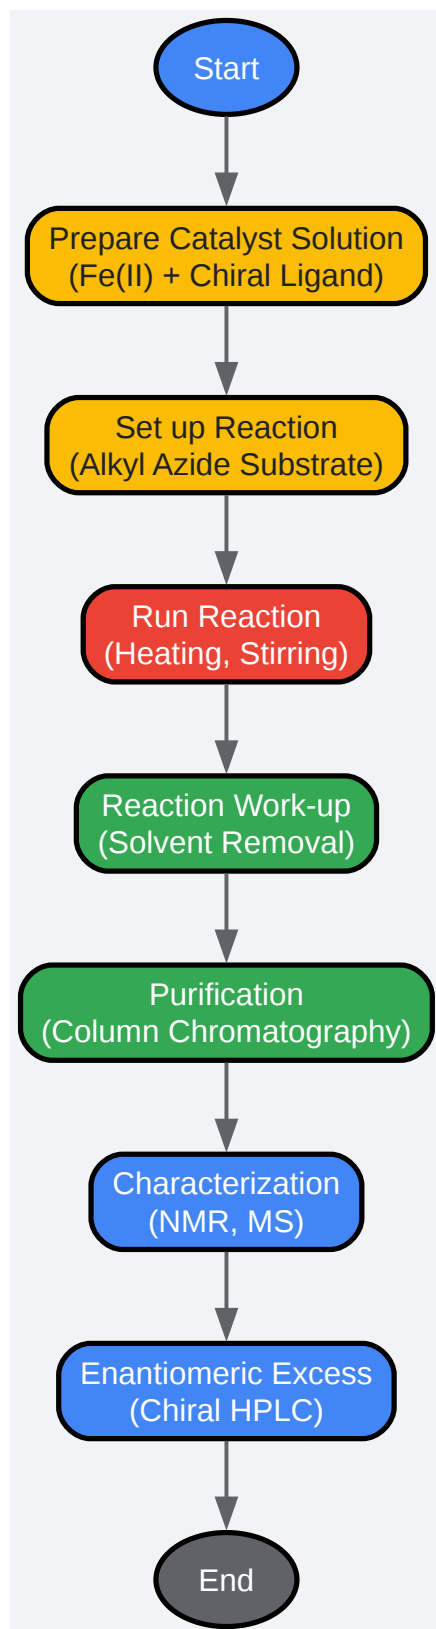 Start
Prepare Catalyst Solution
(Fe(II) + Chiral Ligand)
Set up Reaction
(Alkyl Azide Substrate)
Run Reaction
(Heating, Stirring)
Reaction Work-up
(Solvent Removal)
Purification
(Column Chromatography)
Characterization
(NMR, MS)
Enantiomeric Excess
(Chiral HPLC)
End